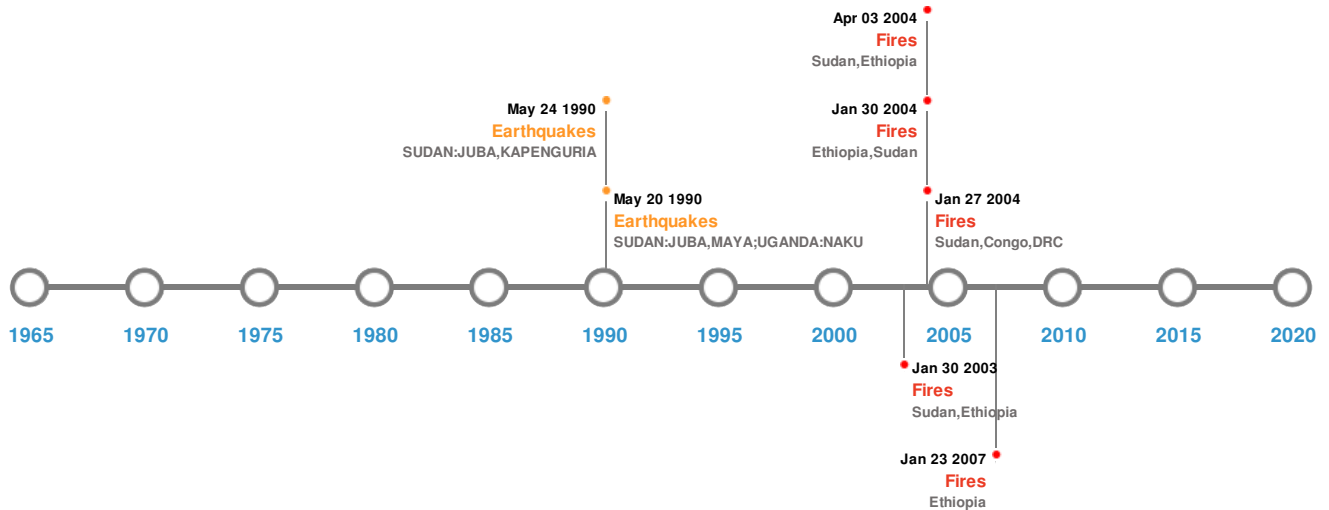 Apr 03 2004
Fires
Sudan,Ethiopia
May 24 1990
Earthquakes
SUDAN:JUBA,KAPENGURIA
Jan 30 2004
Fires
Ethiopia,Sudan
May 20 1990
Earthquakes
SUDAN:JUBA,MAYA;UGANDA:NAKU
Jan 27 2004
Fires
Sudan,Congo,DRC
1965 1970 1975 1980 1985 1990 1995 2000 2005 2010 2015 2020
Jan 30 2003
Fires
Sudan,Ethiopia
Jan 23 2007
Fires
Ethiopia